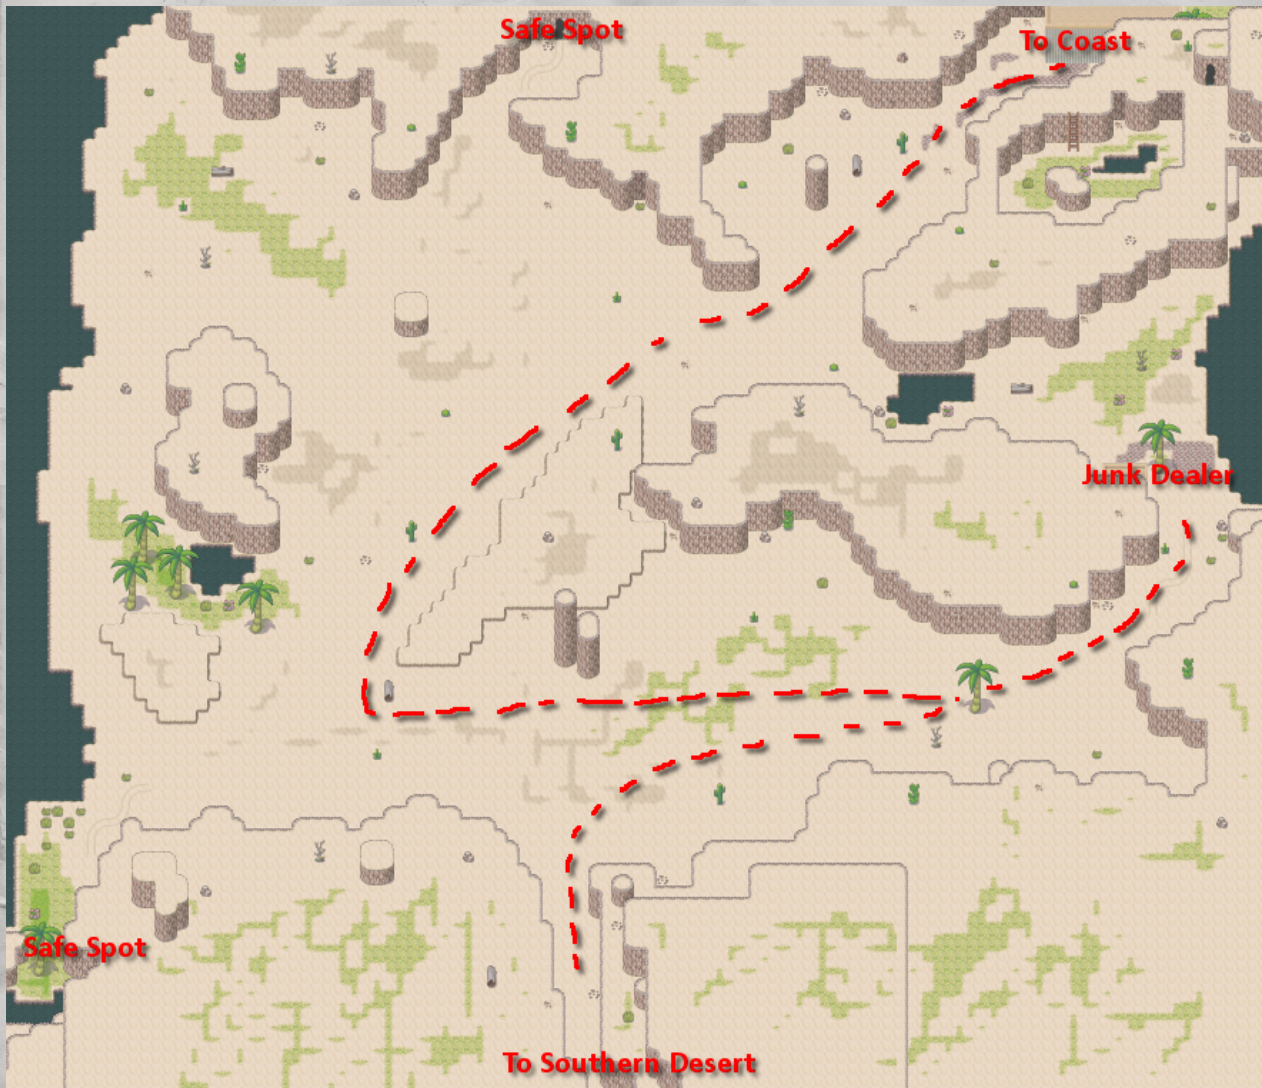 Safe Spot
To Coast
Junk Dealer
Safe Spot
To Southern Desert